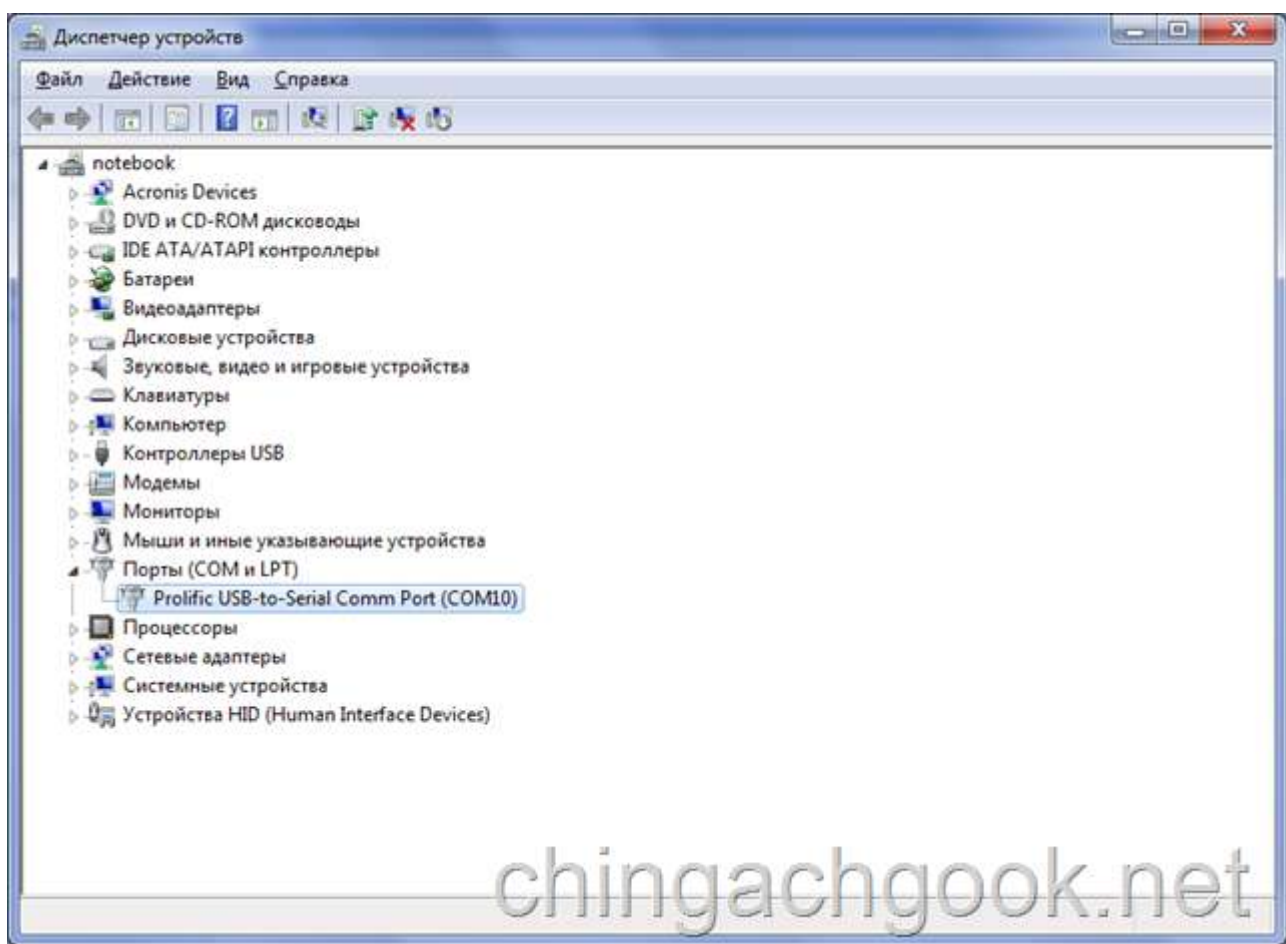 Диспетчер устройств
Файл Действие Вид Справка
notebook
Acronis Devices
DVD и CD-ROM дисководы
IDE ATA/ATAPI контроллеры
Батареи
Видеоадаптеры
Дисковые устройства
Звуковые, видео и игровые устройства
Клавиатуры
Компьютер
Контроллеры USB
Модемы
Мониторы
Мыши и иные указывающие устройства
Порты (COM и LPT)
Prolific USB-to-Serial Comm Port (COM10)
Процессоры
Сетевые адаптеры
Системные устройства
Устройства HID (Human Interface Devices)
chingachgook.net